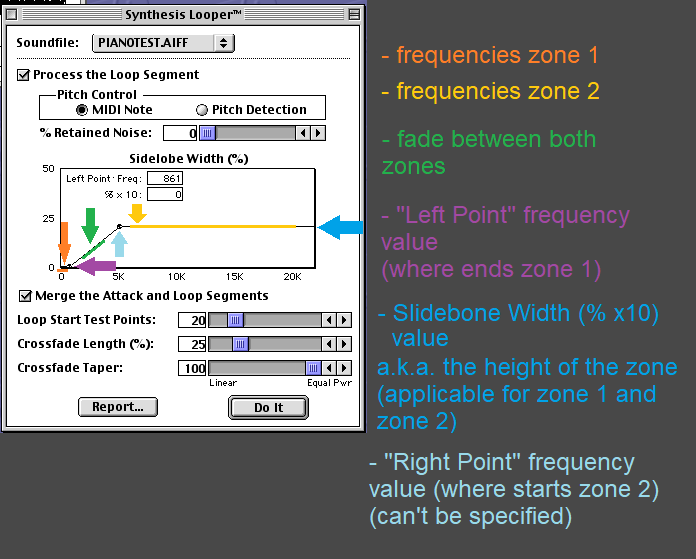 Synthesis Looper™
Soundfile: PIANOTEST.AIFF
Process the Loop Segment
Pitch Control
MIDI Note Pitch Detection
% Retained Noise: 0
Sidelobe Width (%)
50
Left Point - Freq: 861
% x 10: 0
25
0
0 5K 10K 15K 20K
Merge the Attack and Loop Segments
Loop Start Test Points: 20
Crossfade Length (%): 25
Crossfade Taper: 100
Linear Equal Pwr
Report... Do It
- frequencies zone 1
- frequencies zone 2
- fade between both
zones
- "Left Point" frequency
value
(where ends zone 1)
- Slidebone Width (% x10)
value
a.k.a. the height of the zone
(applicable for zone 1 and
zone 2)
- "Right Point" frequency
value (where starts zone 2)
(can't be specified)